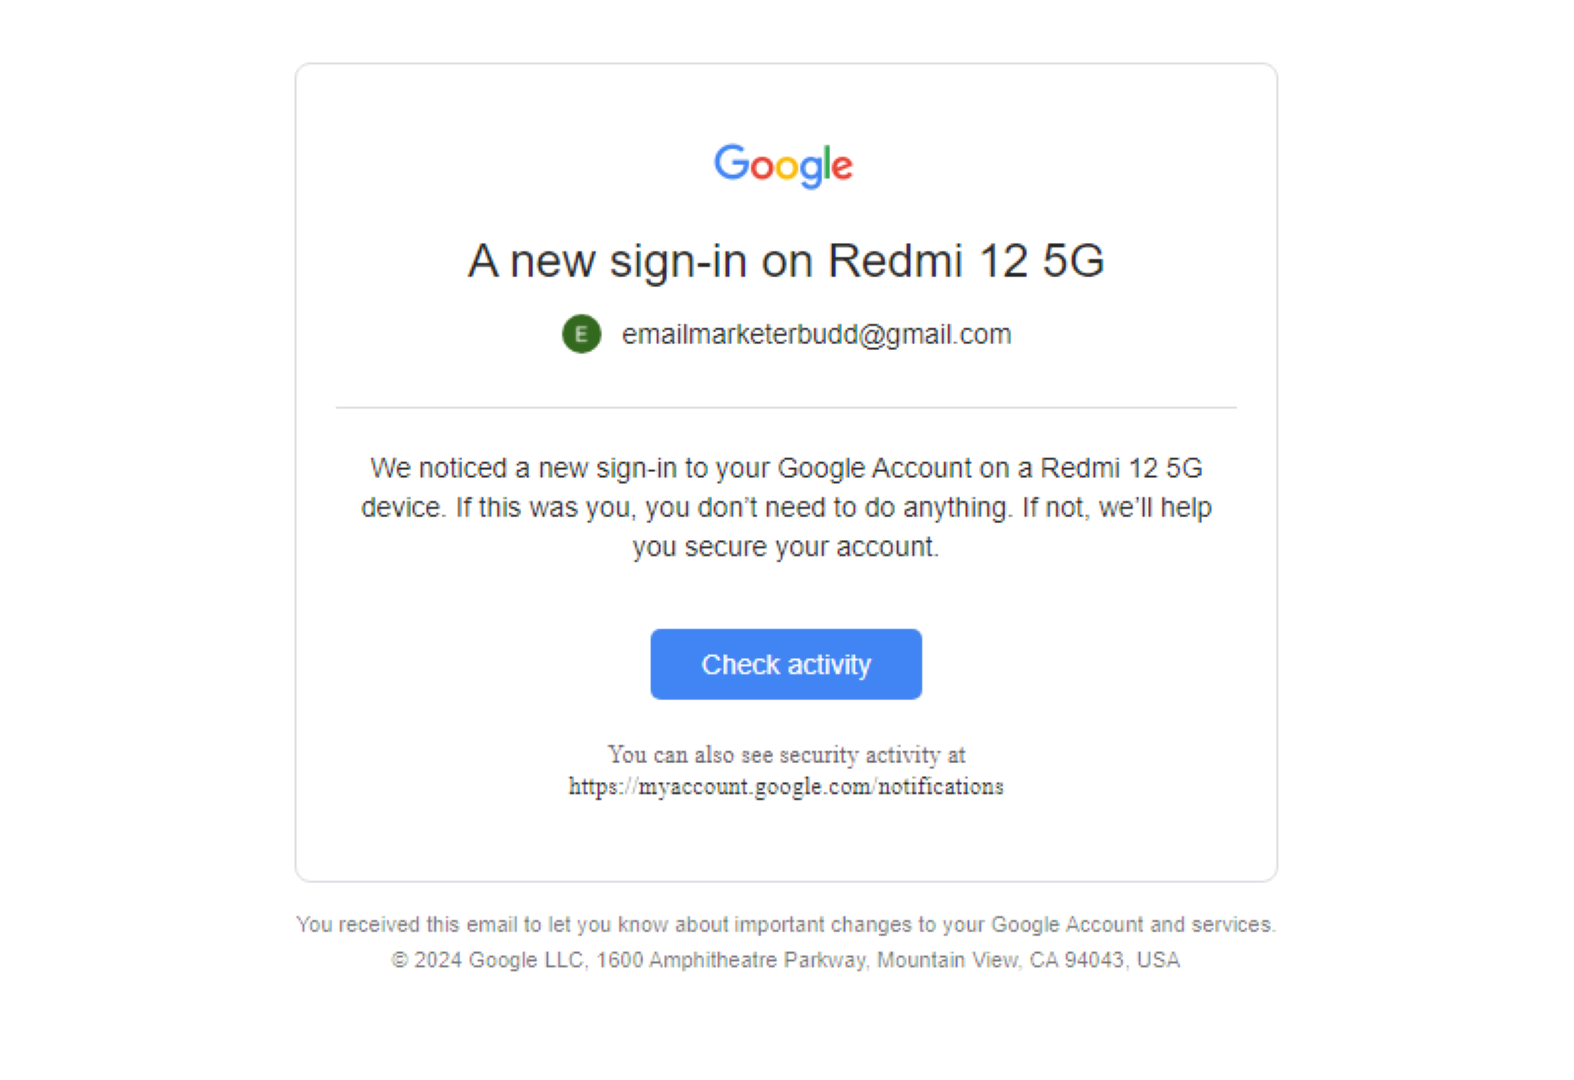 Google
A new sign-in on Redmi 12 5G
E emailmarketerbudd@gmail.com
We noticed a new sign-in to your Google Account on a Redmi 12 5G
device. If this was you, you don’t need to do anything. If not, we’ll help
you secure your account.
Check activity
You can also see security activity at
https://myaccount.google.com/notifications
You received this email to let you know about important changes to your Google Account and services.
© 2024 Google LLC, 1600 Amphitheatre Parkway, Mountain View, CA 94043, USA